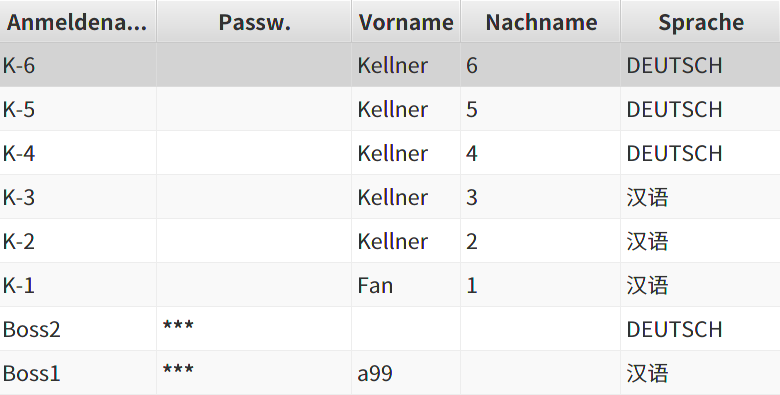 Anmeldena... Passw. Vorname Nachname Sprache
K-6 Kellner 6 DEUTSCH
K-5 Kellner 5 DEUTSCH
K-4 Kellner 4 DEUTSCH
K-3 Kellner 3 汉语
K-2 Kellner 2 汉语
K-1 Fan 1 汉语
Boss2 *** DEUTSCH
Boss1 *** a99 汉语